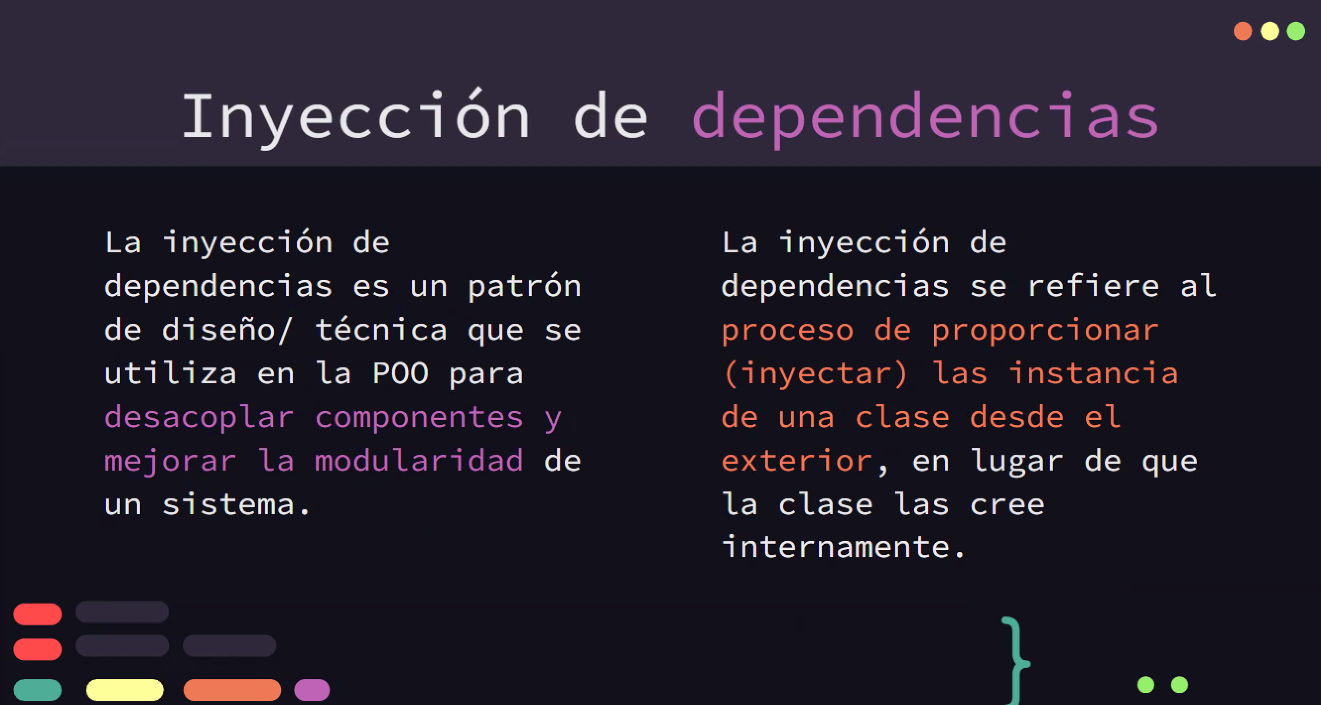 Inyección de dependencias
La inyección de
dependencias es un patrón
de diseño/ técnica que se
utiliza en la POO para
desacoplar componentes y
mejorar la modularidad de
un sistema.
La inyección de
dependencias se refiere al
proceso de proporcionar
(inyectar) las instancia
de una clase desde el
exterior, en lugar de que
la clase las cree
internamente.
}